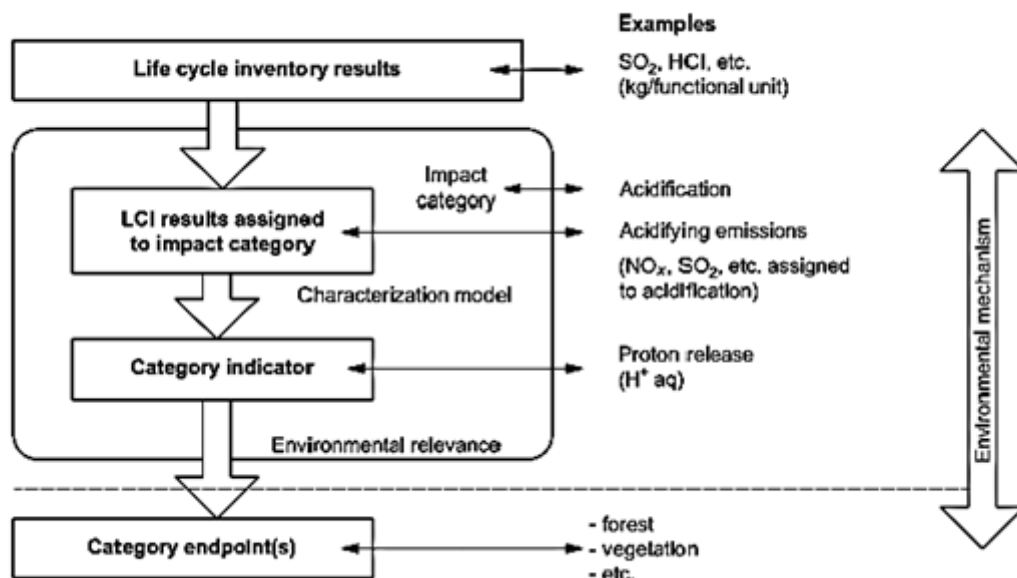 Examples
Life cycle inventory results
SO2, HCl, etc.
(kg/functional unit)
Impact
category
Acidification
LCI results assigned
to impact category
Acidifying emissions
(NOx, SO2, etc. assigned
to acidification)
Characterization model
Category indicator
Proton release
(H+ aq)
Environmental relevance
Environmental mechanism
Category endpoint(s)
- forest
- vegetation
- etc.